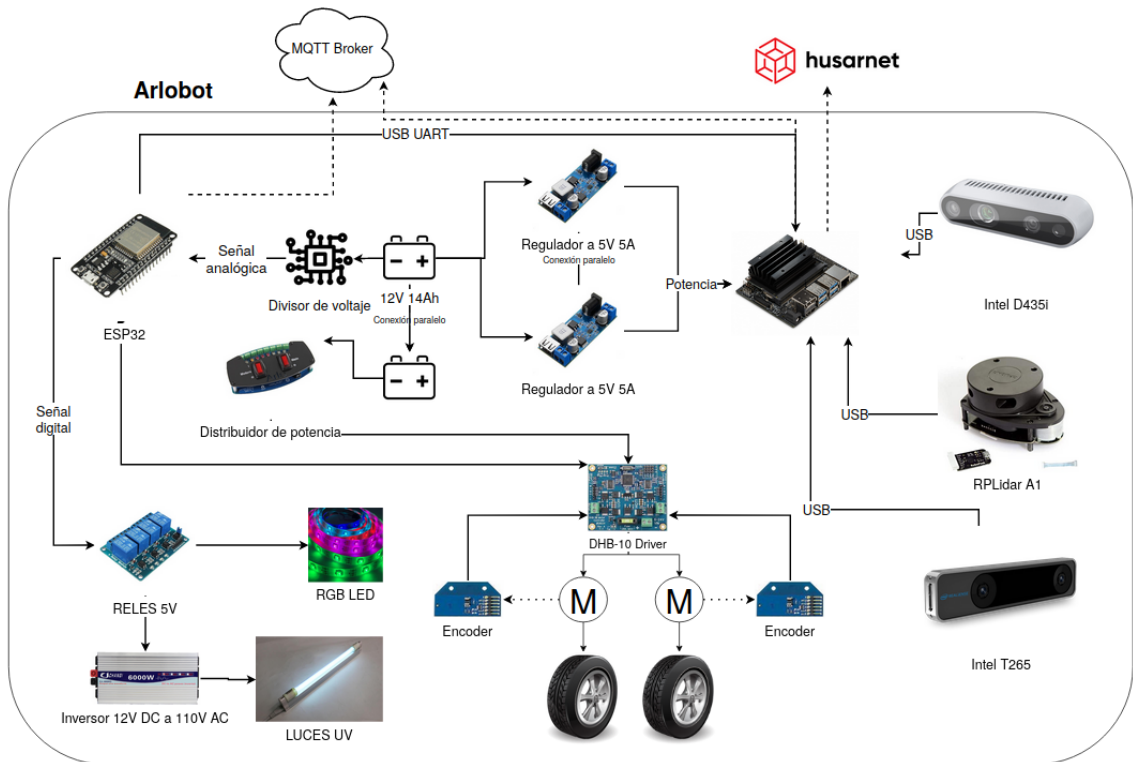 MQTT Broker
husarnet
Arlobot
USB UART
Señal
analógica
Divisor de voltaje
12V 14Ah
Conexión paralelo
Regulador a 5V 5A
Conexión paralelo
Regulador a 5V 5A
Potencia
USB
Intel D435i
ESP32
Señal
digital
Distribuidor de potencia
USB
RPLidar A1
USB
DHB-10 Driver
RGB LED
RELES 5V
M
M
Encoder
Encoder
6000W
Inversor 12V DC a 110V AC
LUCES UV
Intel T265